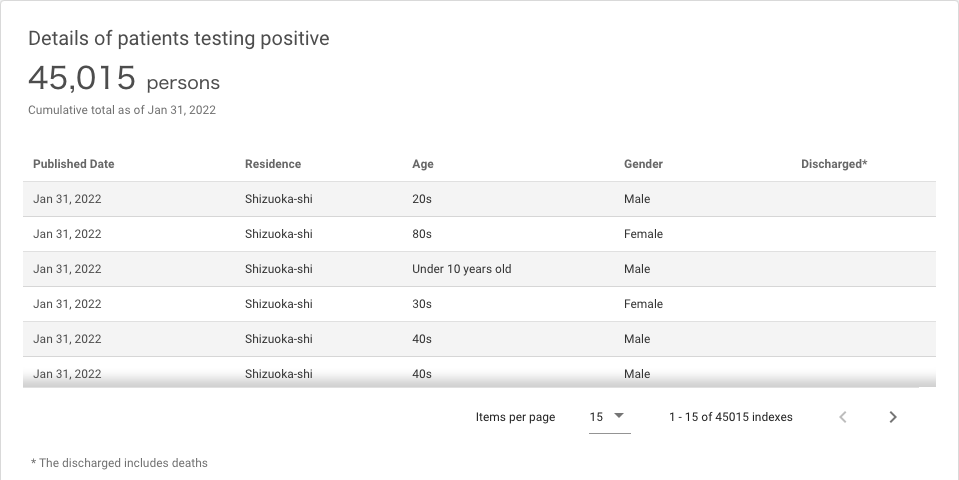 Details of patients testing positive
45,015 persons
Cumulative total as of Jan 31, 2022
Published Date Residence Age Gender Discharged*
Jan 31, 2022 Shizuoka-shi 20s Male
Jan 31, 2022 Shizuoka-shi 80s Female
Jan 31, 2022 Shizuoka-shi Under 10 years old Male
Jan 31, 2022 Shizuoka-shi 30s Female
Jan 31, 2022 Shizuoka-shi 40s Male
Jan 31, 2022 Shizuoka-shi 40s Male
Items per page 15 1 - 15 of 45015 indexes
* The discharged includes deaths